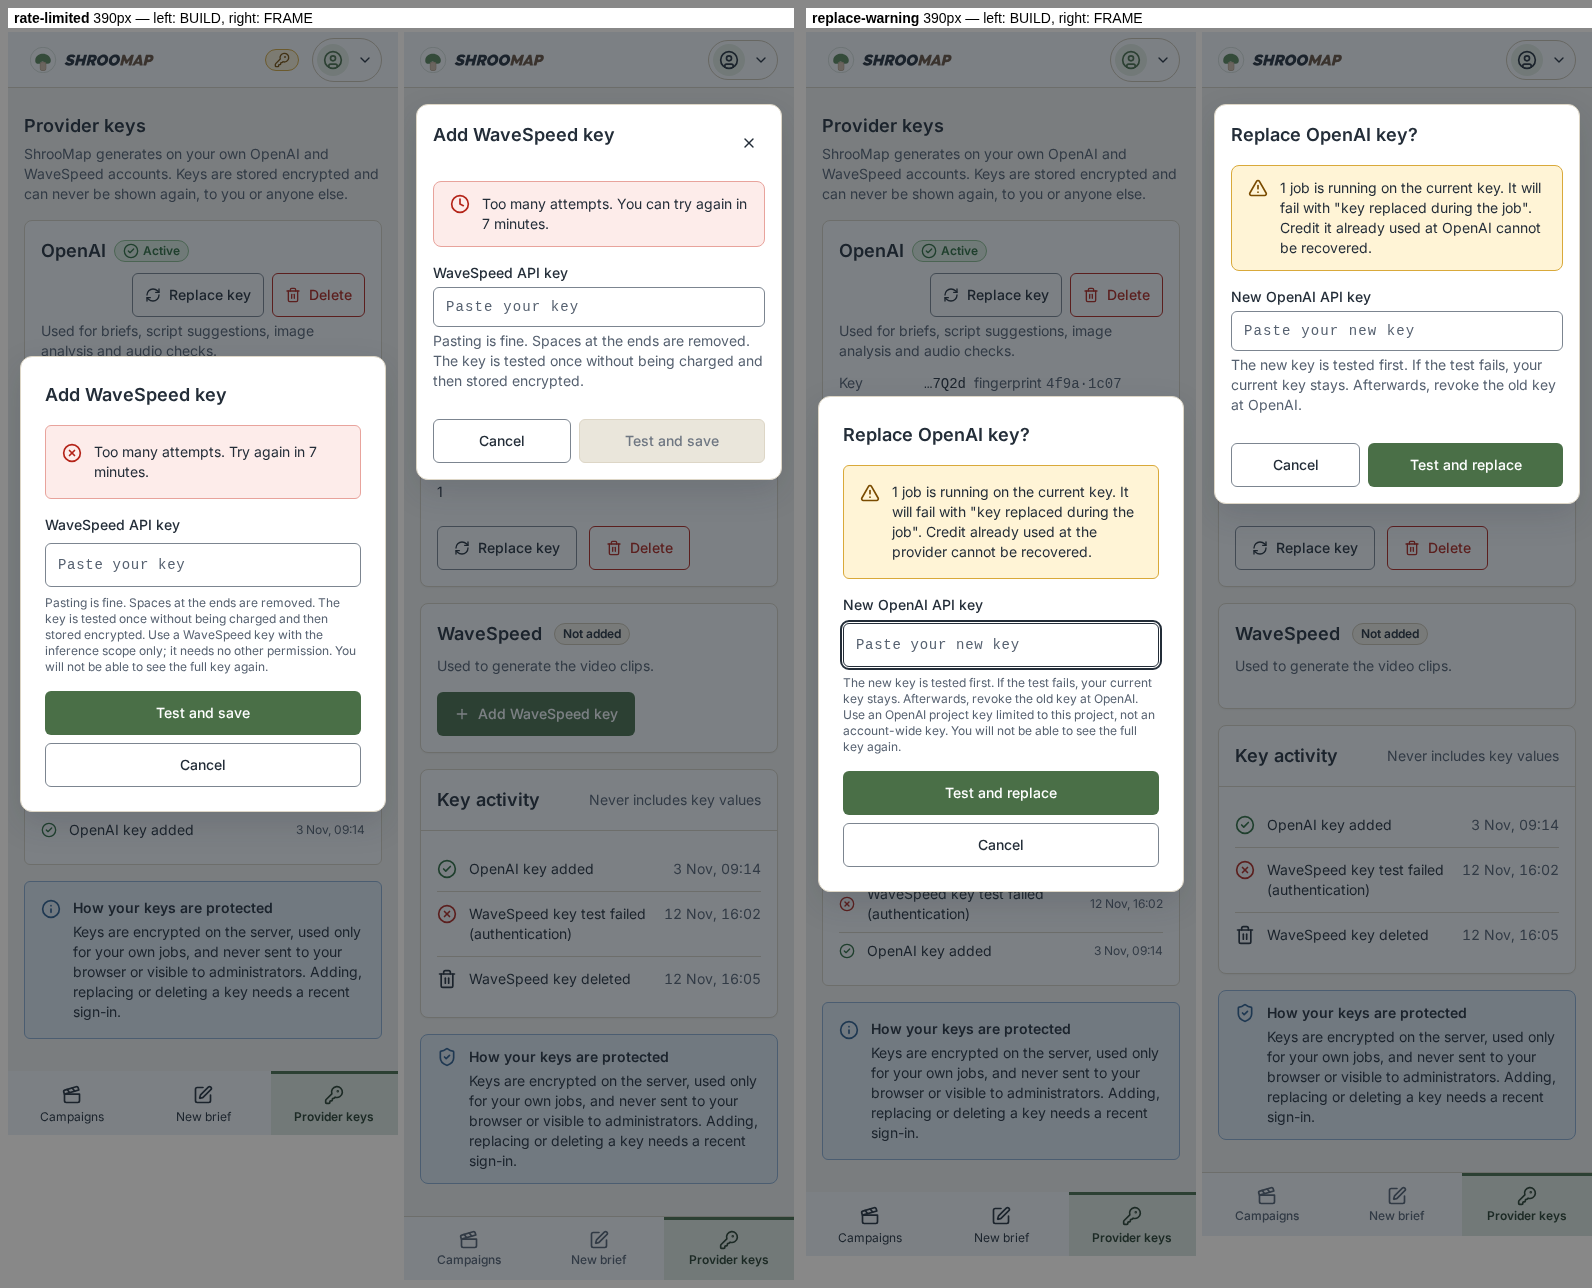 rate-limited 390px — left: BUILD, right: FRAME
SHROOMAP
Provider keys
ShrooMap generates on your own OpenAI and
WaveSpeed accounts. Keys are stored encrypted and
can never be shown again, to you or anyone else.
OpenAI
Active
Replace key
Delete
Used for briefs, script suggestions, image
analysis and audio checks.
Add WaveSpeed key
Too many attempts. Try again in 7
minutes.
WaveSpeed API key
Paste your key
Pasting is fine. Spaces at the ends are removed. The
key is tested once without being charged and then
stored encrypted. Use a WaveSpeed key with the
inference scope only; it needs no other permission. You
will not be able to see the full key again.
Test and save
Cancel
OpenAI key added
3 Nov, 09:14
How your keys are protected
Keys are encrypted on the server, used only
for your own jobs, and never sent to your
browser or visible to administrators. Adding,
replacing or deleting a key needs a recent
sign-in.
Campaigns
New brief
Provider keys
SHROOMAP
Add WaveSpeed key
Too many attempts. You can try again in
7 minutes.
WaveSpeed API key
Paste your key
Pasting is fine. Spaces at the ends are removed.
The key is tested once without being charged and
then stored encrypted.
Cancel
Test and save
1
Replace key
Delete
WaveSpeed
Not added
Used to generate the video clips.
Add WaveSpeed key
Key activity
Never includes key values
OpenAI key added
3 Nov, 09:14
WaveSpeed key test failed
(authentication)
12 Nov, 16:02
WaveSpeed key deleted
12 Nov, 16:05
How your keys are protected
Keys are encrypted on the server, used only
for your own jobs, and never sent to your
browser or visible to administrators. Adding,
replacing or deleting a key needs a recent
sign-in.
Campaigns
New brief
Provider keys
replace-warning 390px — left: BUILD, right: FRAME
SHROOMAP
Provider keys
ShrooMap generates on your own OpenAI and
WaveSpeed accounts. Keys are stored encrypted and
can never be shown again, to you or anyone else.
OpenAI
Active
Replace key
Delete
Used for briefs, script suggestions, image
analysis and audio checks.
Key
…7Q2d fingerprint 4f9a·1c07
Replace OpenAI key?
1 job is running on the current key. It
will fail with "key replaced during the
job". Credit already used at the
provider cannot be recovered.
New OpenAI API key
Paste your new key
The new key is tested first. If the test fails, your current
key stays. Afterwards, revoke the old key at OpenAI.
Use an OpenAI project key limited to this project, not an
account-wide key. You will not be able to see the full
key again.
Test and replace
Cancel
WaveSpeed key test failed
(authentication)
12 Nov, 16:02
OpenAI key added
3 Nov, 09:14
How your keys are protected
Keys are encrypted on the server, used only
for your own jobs, and never sent to your
browser or visible to administrators. Adding,
replacing or deleting a key needs a recent
sign-in.
Campaigns
New brief
Provider keys
SHROOMAP
Replace OpenAI key?
1 job is running on the current key. It will
fail with "key replaced during the job".
Credit it already used at OpenAI cannot
be recovered.
New OpenAI API key
Paste your new key
The new key is tested first. If the test fails, your
current key stays. Afterwards, revoke the old key
at OpenAI.
Cancel
Test and replace
Replace key
Delete
WaveSpeed
Not added
Used to generate the video clips.
Key activity
Never includes key values
OpenAI key added
3 Nov, 09:14
WaveSpeed key test failed
(authentication)
12 Nov, 16:02
WaveSpeed key deleted
12 Nov, 16:05
How your keys are protected
Keys are encrypted on the server, used only
for your own jobs, and never sent to your
browser or visible to administrators. Adding,
replacing or deleting a key needs a recent
sign-in.
Campaigns
New brief
Provider keys